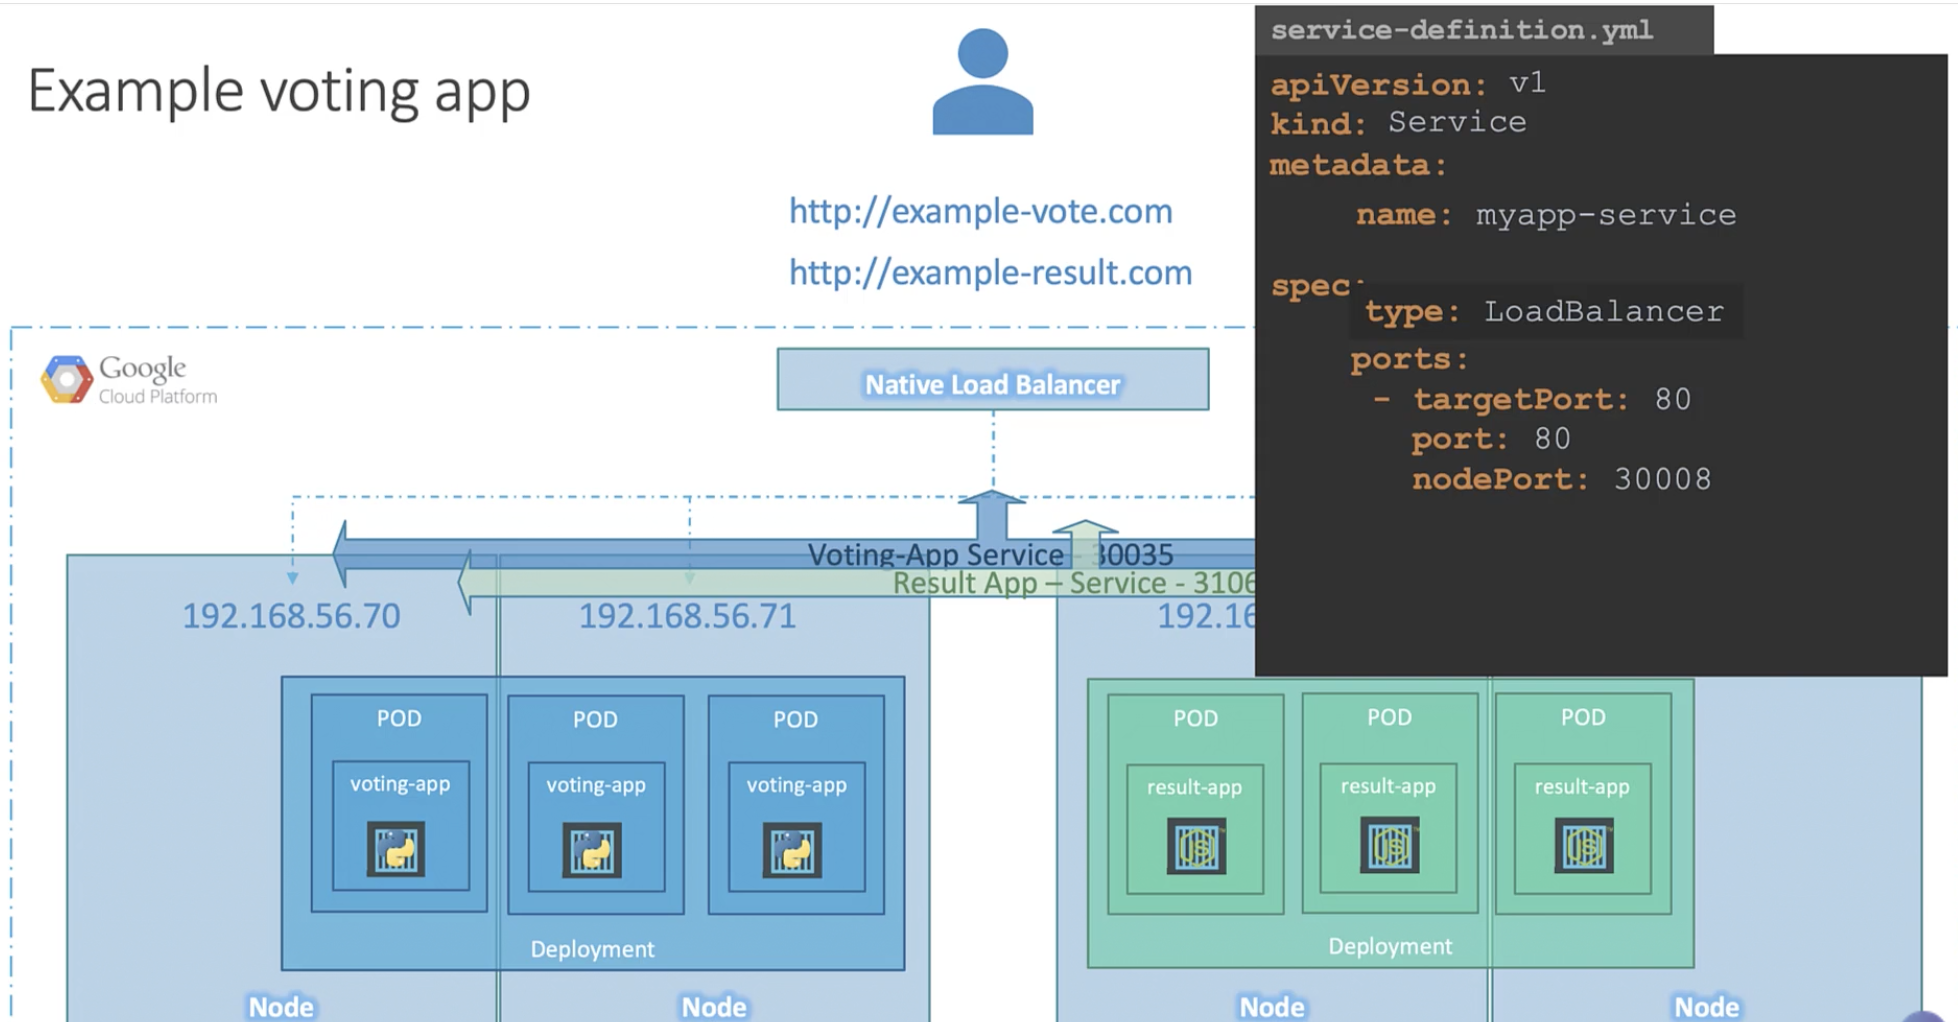 Example voting app
http://example-vote.com
http://example-result.com
Google
Cloud Platform
Native Load Balancer
Voting-App Service - 30035
Result App – Service - 3106
192.168.56.70
192.168.56.71
192.16
POD
POD
POD
voting-app
voting-app
voting-app
Deployment
POD
POD
POD
result-app
result-app
result-app
Deployment
Node
Node
Node
Node
service-definition.yml
apiVersion: v1
kind: Service
metadata:
name: myapp-service
spec:
type: LoadBalancer
ports:
- targetPort: 80
port: 80
nodePort: 30008